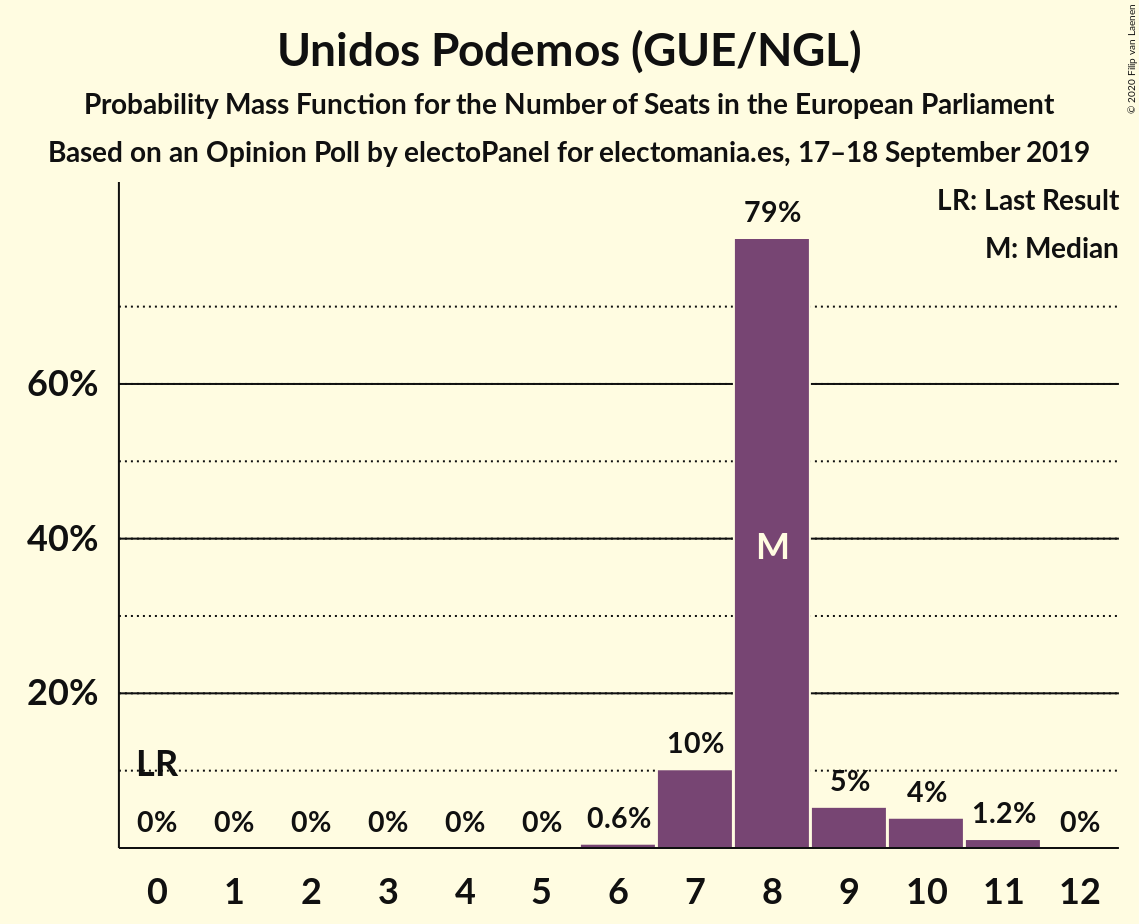 Unidos Podemos (GUE/NGL)
Probability Mass Function for the Number of Seats in the European Parliament
Based on an Opinion Poll by electoPanel for electomania.es, 17–18 September 2019
© 2020 Filip van Laenen
LR: Last Result
M: Median
79%
60%
40%
M
20%
LR
10%
0% 0% 0% 0% 0% 0% 0.6% 5% 4% 1.2% 0%
0 1 2 3 4 5 6 7 8 9 10 11 12